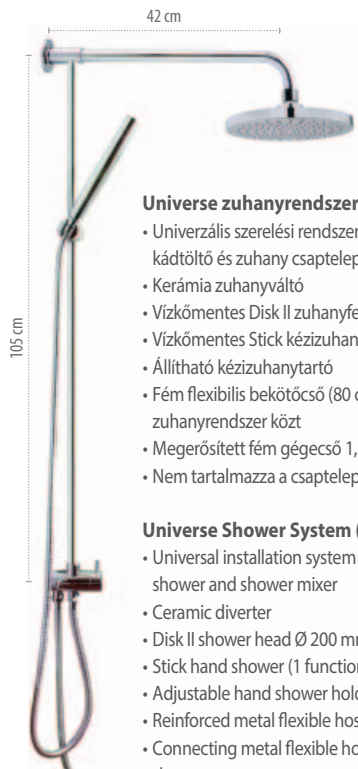 42 cm
105 cm
Universe zuhanyrendszer
• Univerzális szerelési rendszer
kádtöltő és zuhany csaptelep
• Kerámia zuhanyváltó
• Vízkőmentes Disk II zuhanyfe
• Vízkőmentes Stick kézizuhan
• Állítható kézizuhanytartó
• Fém flexibilis bekötőcső (80 c
zuhanyrendszer közt
• Megerősített fém gégecső 1,
• Nem tartalmazza a csaptelep
Universe Shower System (
• Universal installation system
shower and shower mixer
• Ceramic diverter
• Disk II shower head Ø 200 mm
• Stick hand shower (1 function
• Adjustable hand shower hold
• Reinforced metal flexible hos
• Connecting metal flexible ho